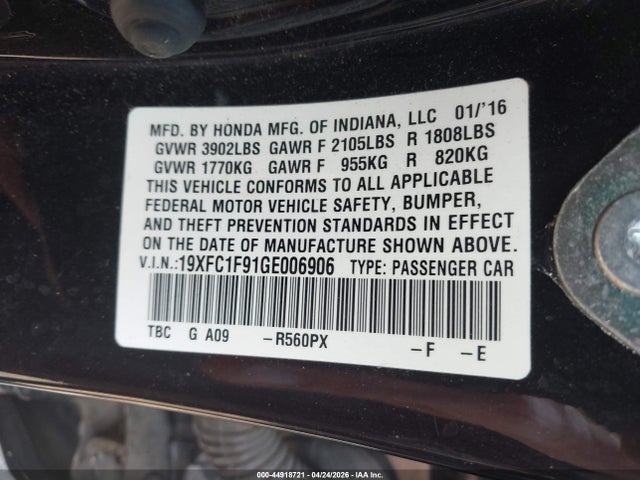 MFD. BY HONDA MFG. OF INDIANA, LLC 01/'16
GVWR 3902LBS GAWR F 2105LBS R 1808LBS
GVWR 1770KG GAWR F 955KG R 820KG
THIS VEHICLE CONFORMS TO ALL APPLICABLE
FEDERAL MOTOR VEHICLE SAFETY, BUMPER,
AND THEFT PREVENTION STANDARDS IN EFFECT
ON THE DATE OF MANUFACTURE SHOWN ABOVE.
V.I.N.:19XFC1F91GE006906 TYPE: PASSENGER CAR
TBC G A09 -R560PX -F -E
000-44918721 - 04/24/2026 - IAA Inc.